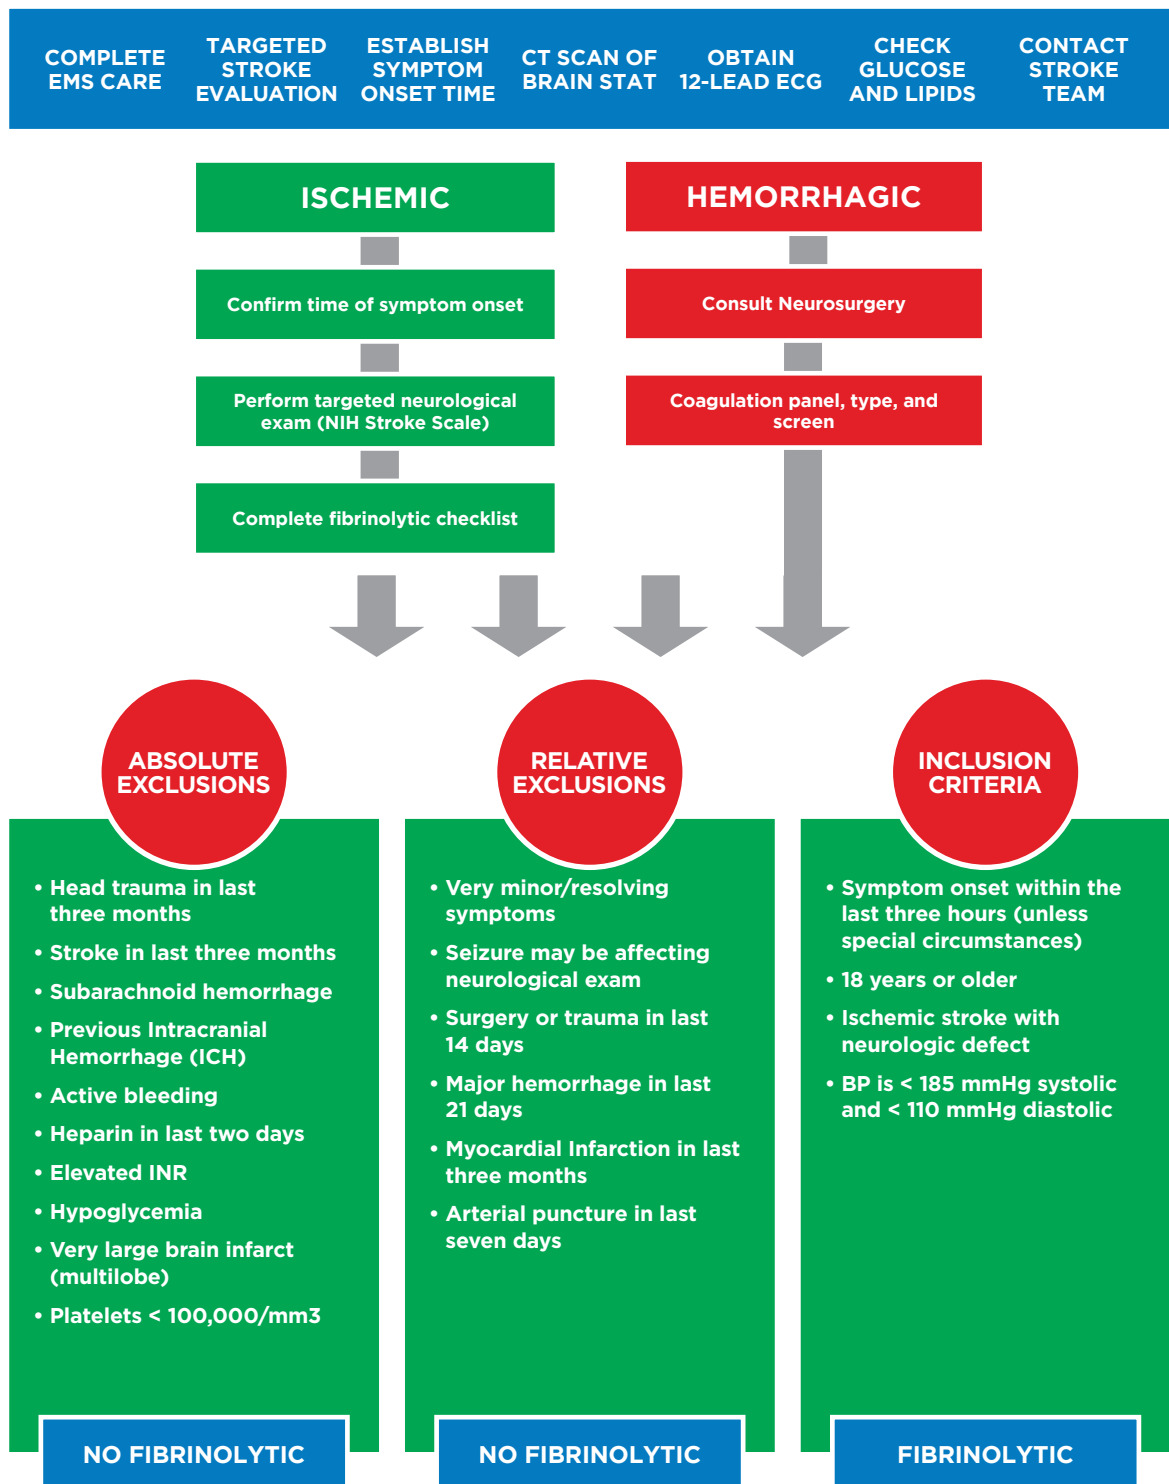 COMPLETE
EMS CARE
TARGETED
STROKE
EVALUATION
ESTABLISH
SYMPTOM
ONSET TIME
CT SCAN OF
BRAIN STAT
OBTAIN
12-LEAD ECG
CHECK
GLUCOSE
AND LIPIDS
CONTACT
STROKE
TEAM
ISCHEMIC
Confirm time of symptom onset
Perform targeted neurological
exam (NIH Stroke Scale)
Complete fibrinolytic checklist
HEMORRHAGIC
Consult Neurosurgery
Coagulation panel, type, and
screen
ABSOLUTE
EXCLUSIONS
• Head trauma in last
three months
• Stroke in last three months
• Subarachnoid hemorrhage
• Previous Intracranial
Hemorrhage (ICH)
• Active bleeding
• Heparin in last two days
• Elevated INR
• Hypoglycemia
• Very large brain infarct
(multilobe)
• Platelets < 100,000/mm3
NO FIBRINOLYTIC
RELATIVE
EXCLUSIONS
• Very minor/resolving
symptoms
• Seizure may be affecting
neurological exam
• Surgery or trauma in last
14 days
• Major hemorrhage in last
21 days
• Myocardial Infarction in last
three months
• Arterial puncture in last
seven days
NO FIBRINOLYTIC
INCLUSION
CRITERIA
• Symptom onset within the
last three hours (unless
special circumstances)
• 18 years or older
• Ischemic stroke with
neurologic defect
• BP is < 185 mmHg systolic
and < 110 mmHg diastolic
FIBRINOLYTIC